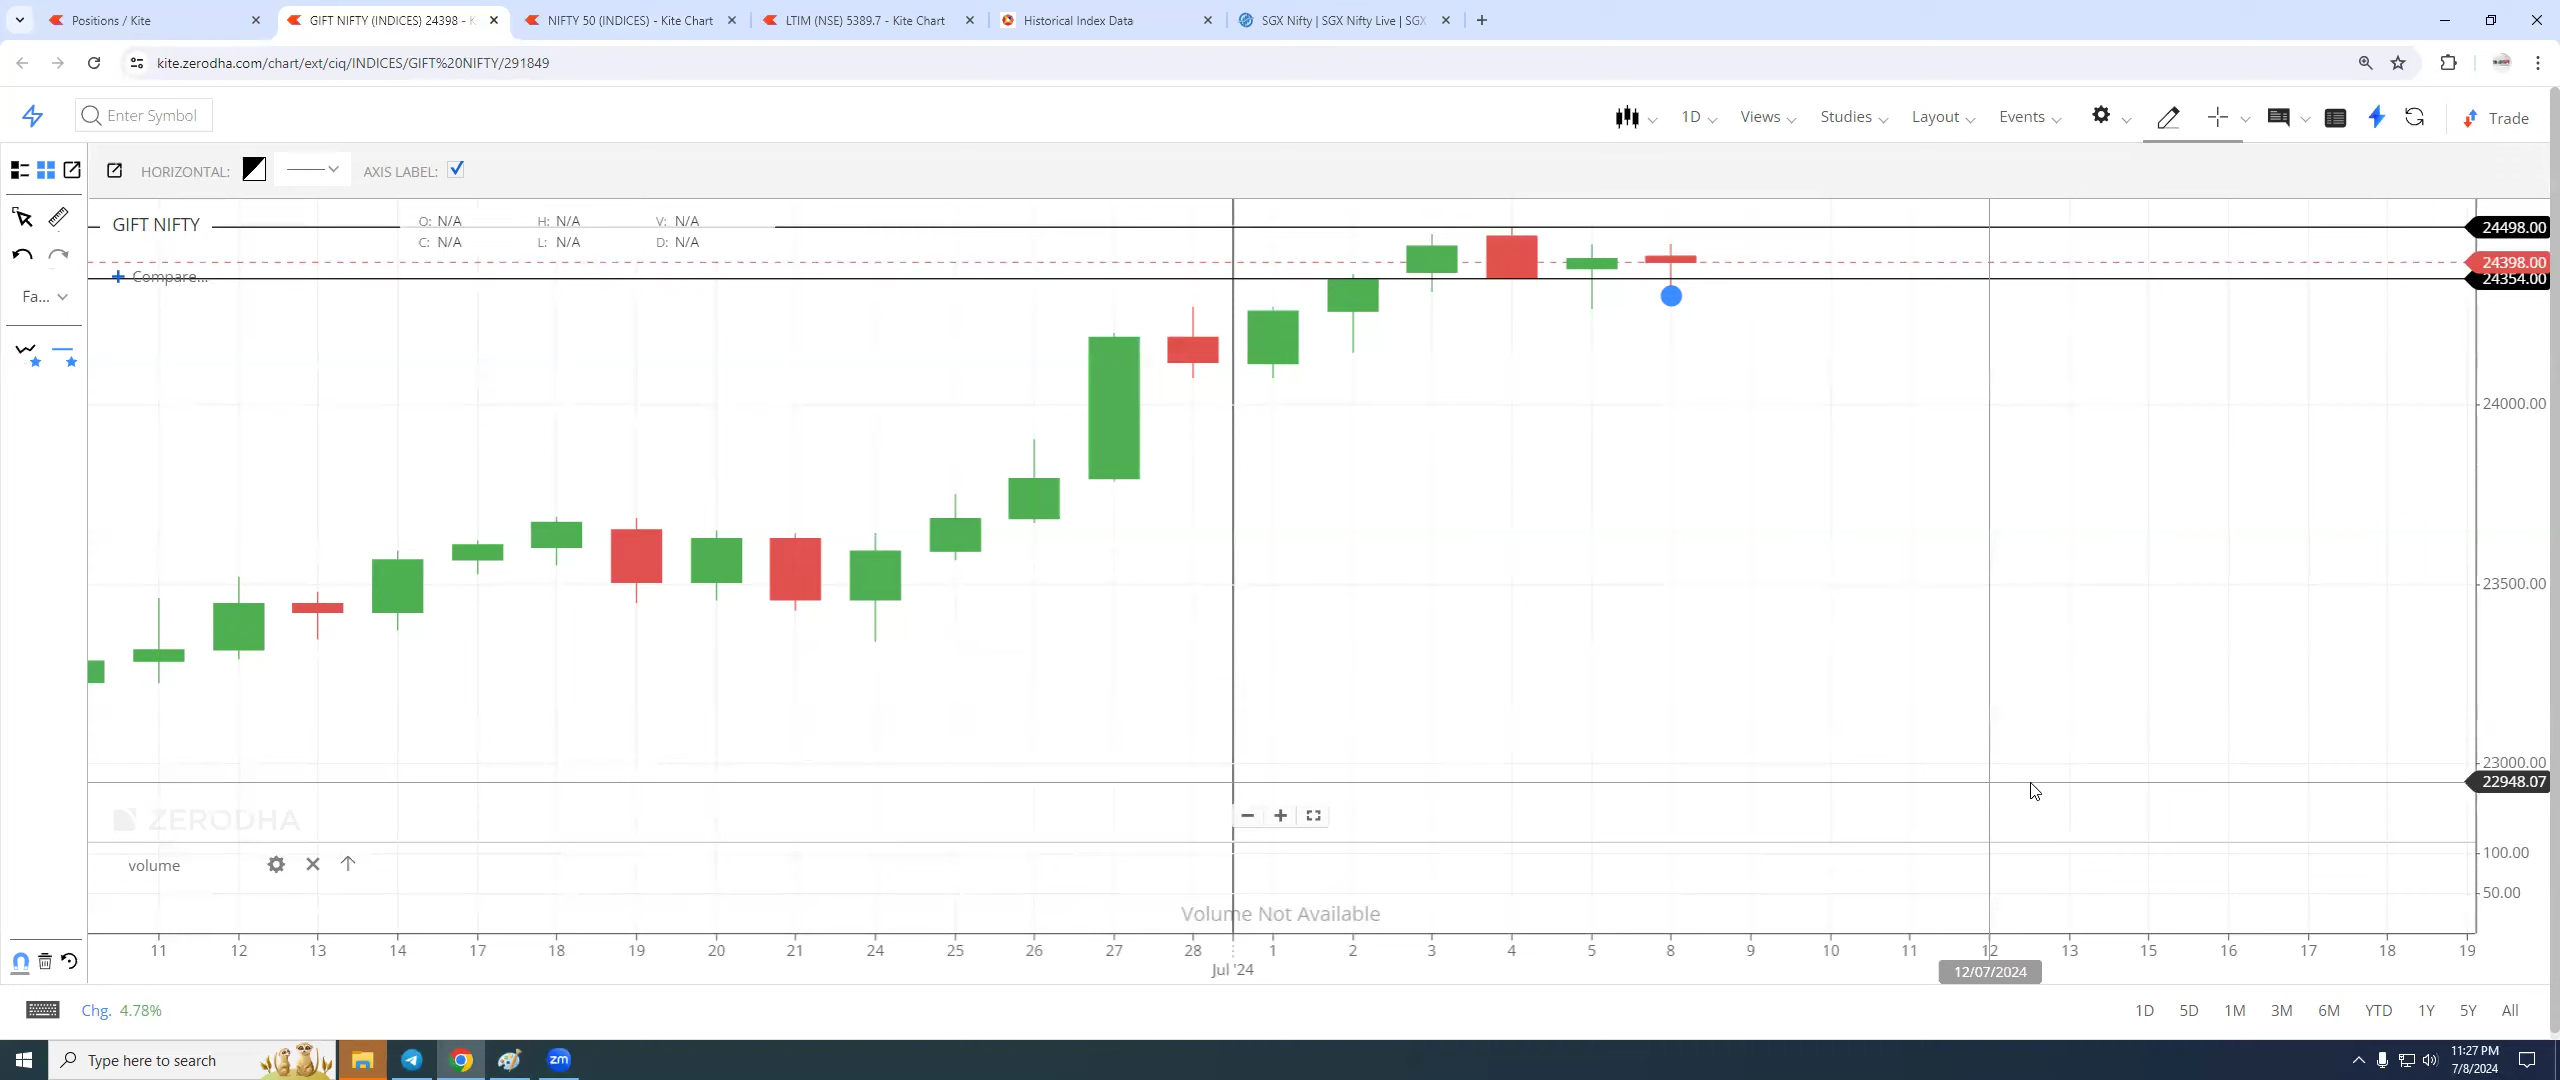 Positions / Kite
GIFT NIFTY (INDICES) 24398 - K
NIFTY 50 (INDICES) - Kite Chart
LTIM (NSE) 5389.7 - Kite Chart
Historical Index Data
SGX Nifty | SGX Nifty Live | SGX
kite.zerodha.com/chart/ext/ciq/INDICES/GIFT%20NIFTY/291849
Enter Symbol
1D
Views
Studies
Layout
Events
Trade
HORIZONTAL:
AXIS LABEL:
GIFT NIFTY
O: N/A H: N/A V: N/A
C: N/A L: N/A D: N/A
Compare...
Fa...
24498.00
24398.00
24354.00
24000.00
23500.00
23000.00
22948.07
ZERODHA
volume
100.00
50.00
Volume Not Available
11 12 13 14 17 18 19 20 21 24 25 26 27 28 1 2 3 4 5 8 9 10 11 12 13 15 16 17 18 19
Jul '24
12/07/2024
Chg. 4.78%
1D 5D 1M 3M 6M YTD 1Y 5Y All
Type here to search
zm
11:27 PM
7/8/2024